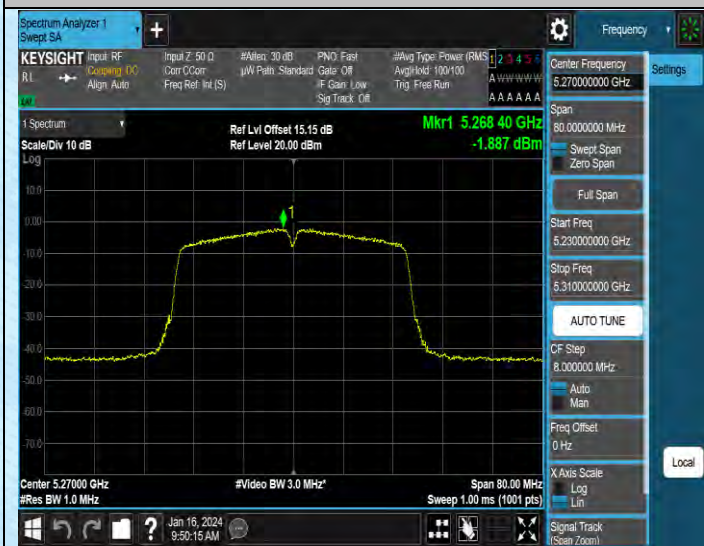 Spectrum Analyzer 1
Swept SA
+
Frequency
KEYSIGHT
Input: RF
Coupling: DC
Align: Auto
Input Z: 50 Ω
Corr CCorr
Freq Ref: Int (S)
#Atten: 30 dB
µW Path: Standard
PNO: Fast
Gate: Off
IF Gain: Low
Sig Track: Off
#Avg Type: Power (RMS
Avg|Hold: 100/100
Trig: Free Run
1 2 3 4 5 6
A W W W W W
A A A A A A
RL
1 Spectrum
Scale/Div 10 dB
Log
Ref Lvl Offset 15.15 dB
Ref Level 20.00 dBm
Mkr1 5.268 40 GHz
-1.887 dBm
1
10.0
0.00
-10.0
-20.0
-30.0
-40.0
-50.0
-60.0
-70.0
Center 5.27000 GHz
#Res BW 1.0 MHz
#Video BW 3.0 MHz*
Span 80.00 MHz
Sweep 1.00 ms (1001 pts)
Center Frequency
5.270000000 GHz
Settings
Span
80.0000000 MHz
Swept Span
Zero Span
Full Span
Start Freq
5.230000000 GHz
Stop Freq
5.310000000 GHz
AUTO TUNE
CF Step
8.000000 MHz
Auto
Man
Freq Offset
0 Hz
X Axis Scale
Log
Lin
Local
Signal Track
(Span Zoom)
?
Jan 16, 2024
9:50:15 AM